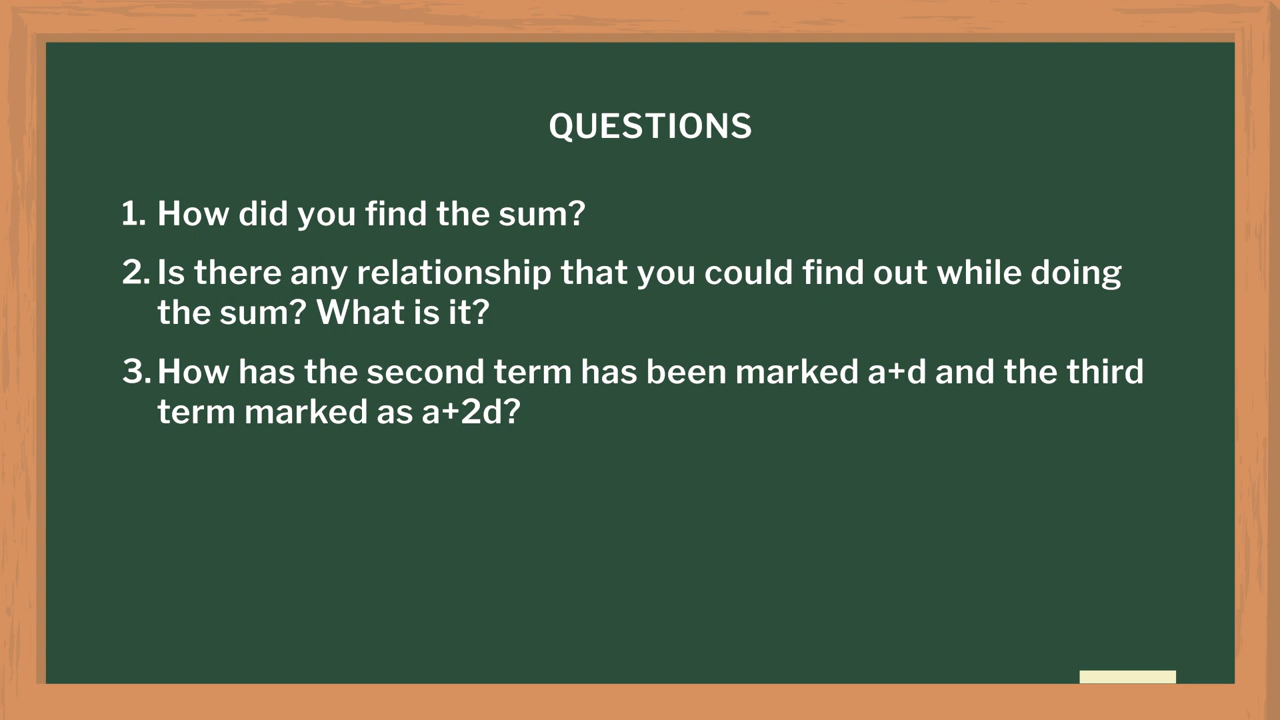 QUESTIONS
1. How did you find the sum?
2. Is there any relationship that you could find out while doing
the sum? What is it?
3. How has the second term has been marked a+d and the third
term marked as a+2d?